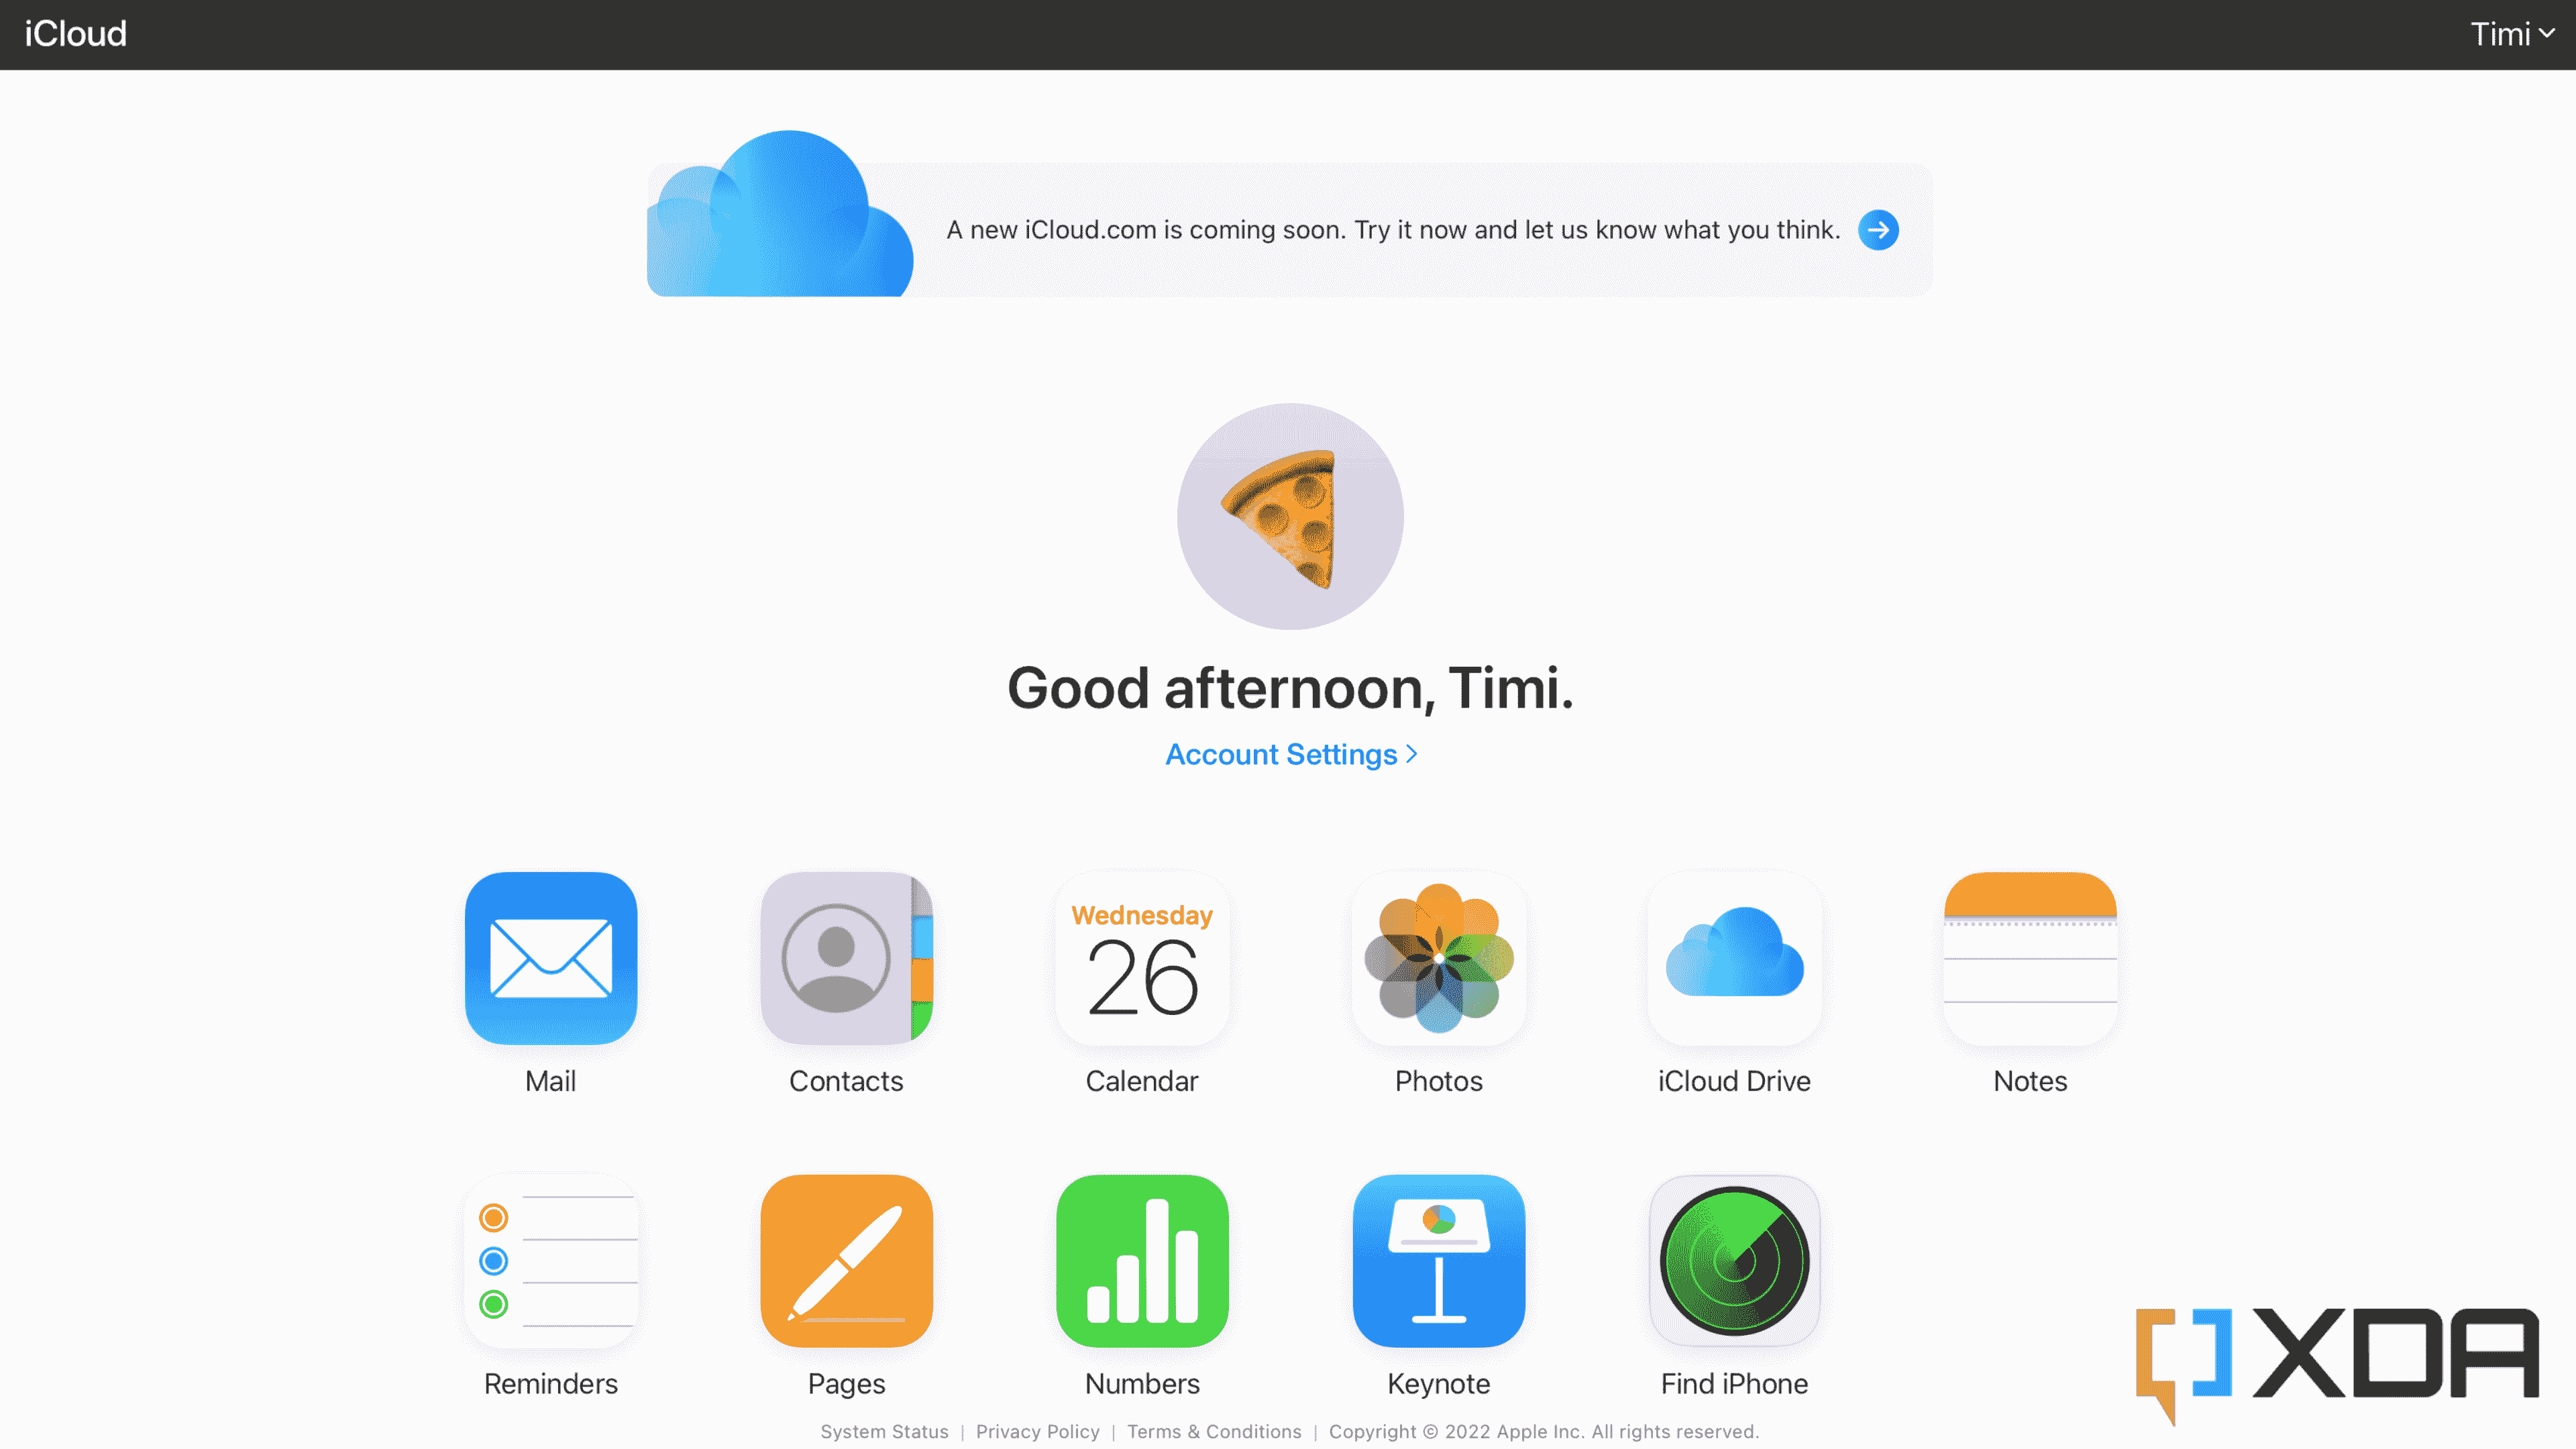 iCloud
Timi
A new iCloud.com is coming soon. Try it now and let us know what you think.
Good afternoon, Timi.
Account Settings
Wednesday
26
Mail
Contacts
Calendar
Photos
iCloud Drive
Notes
Reminders
Pages
Numbers
Keynote
Find iPhone
XDA
System Status | Privacy Policy | Terms & Conditions | Copyright © 2022 Apple Inc. All rights reserved.